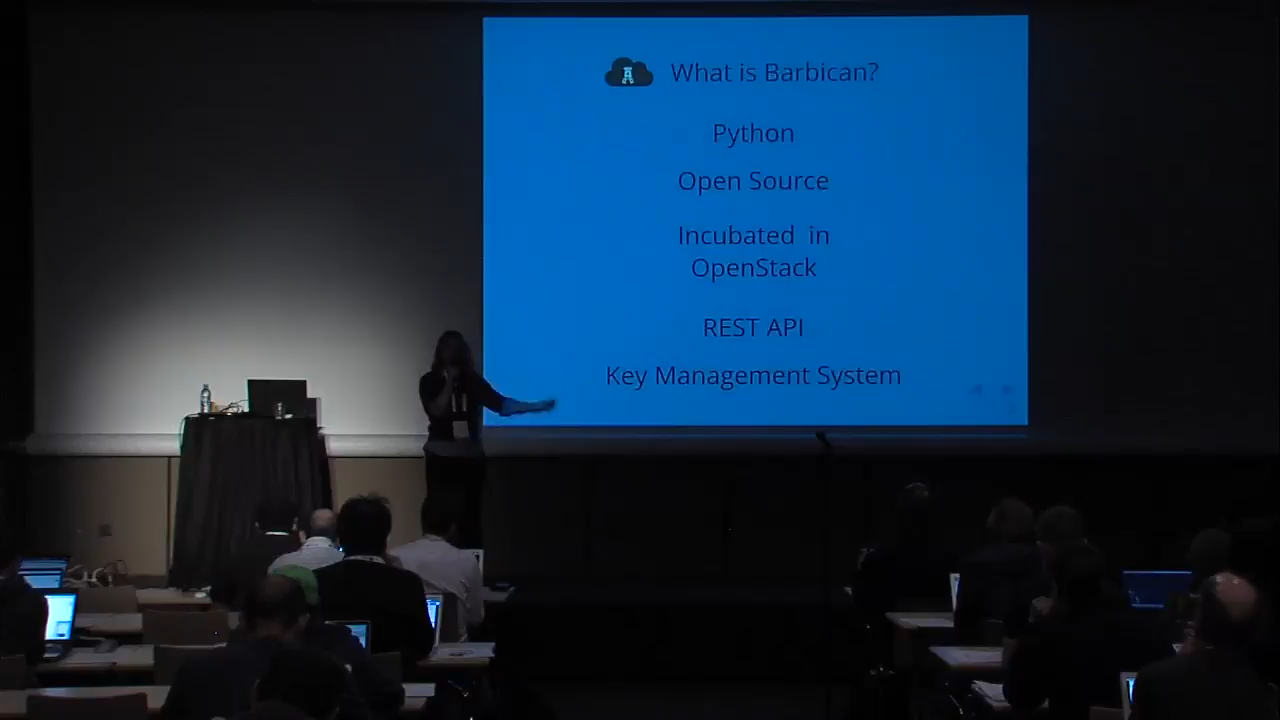 What is Barbican?
Python
Open Source
Incubated in
OpenStack
REST API
Key Management System